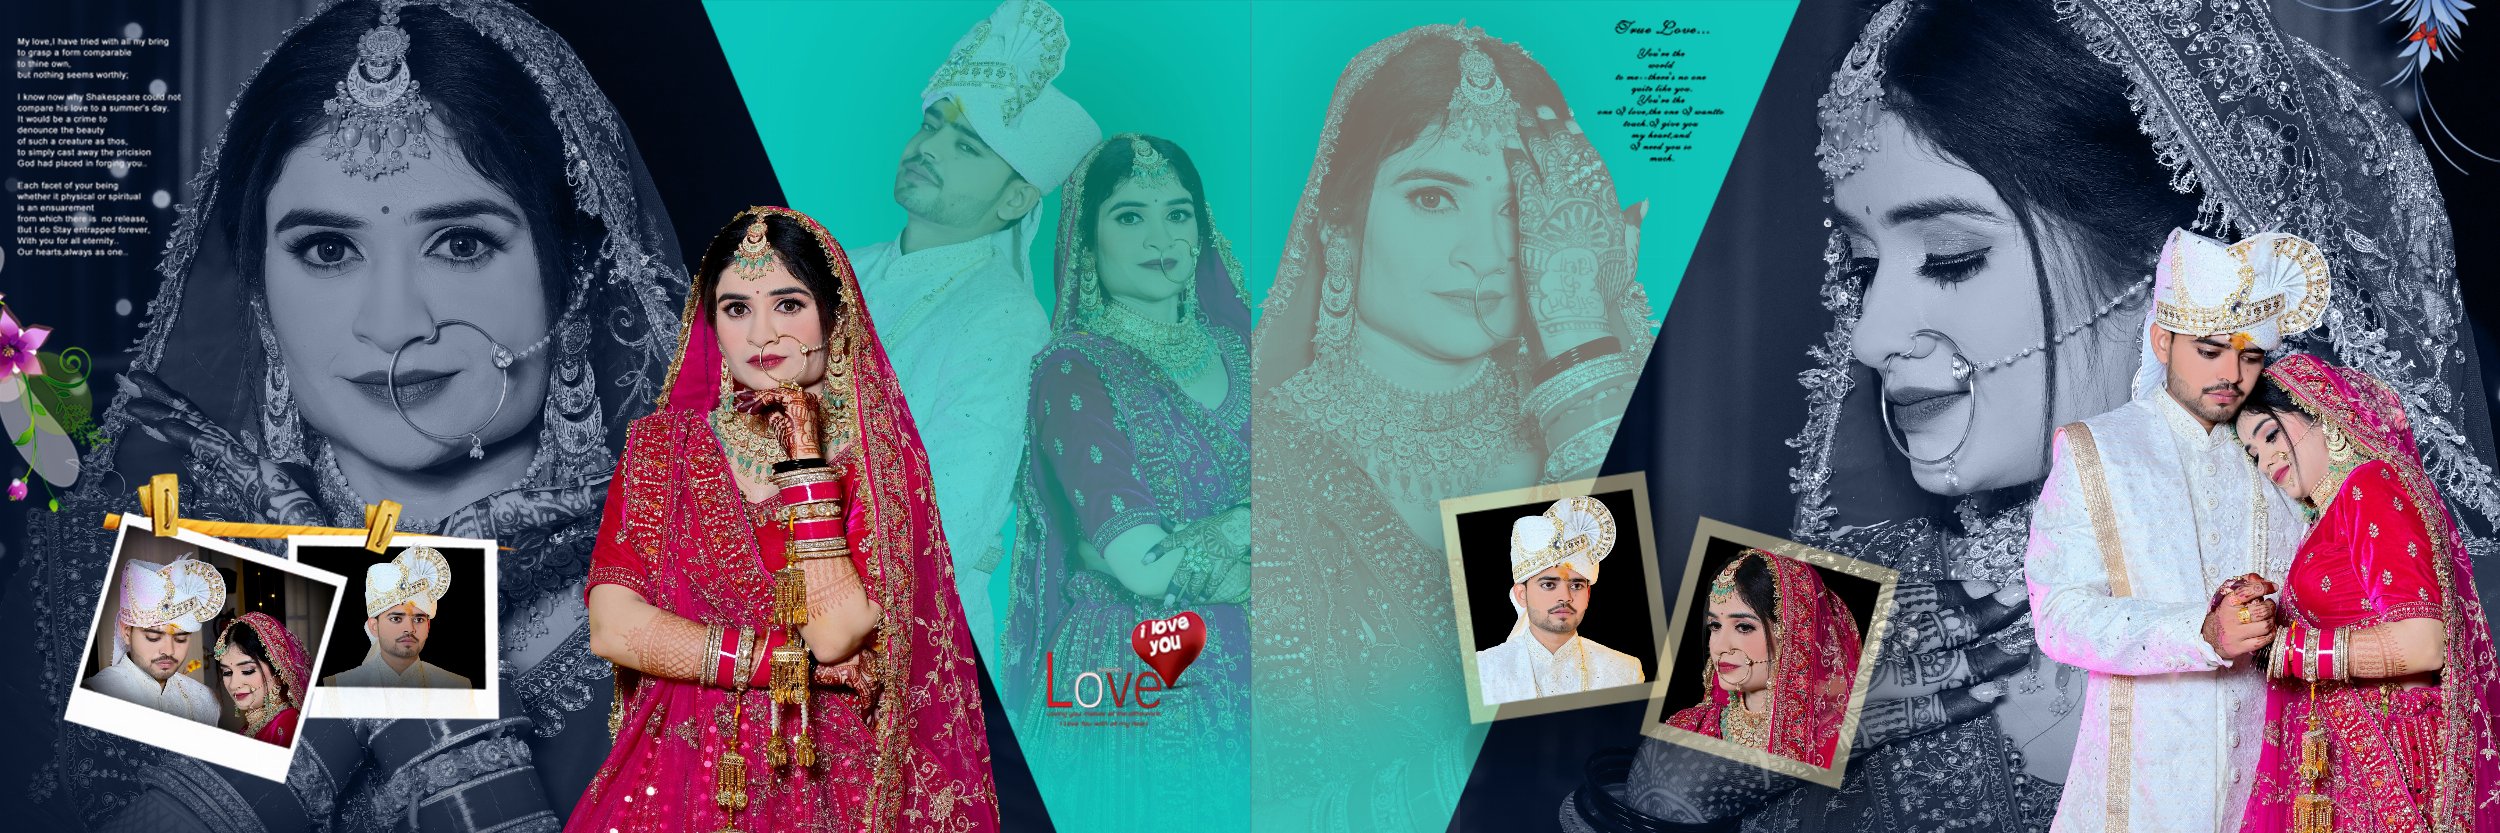 My love,I have tried with all my bring
to grasp a form comparable
to thine own,
but nothing seems worthly;
I know now why Shakespeare could not
compare his love to a summer's day.
It would be a crime to
denounce the beauty
of such a creature as thos,
to simply cast away the pricision
God had placed in forging you..
Each facet of your being
whether it physical or spiritual
is an ensuarement
from which there is no release,
But I do Stay entrapped forever,
With you for all eternity..
Our hearts,always as one..
i love
you
Love
I Love You with all my heart
True Love...
You're the
world
to me--there's no one
quite like you.
You're the
one I love,the one I wantto
touch.I give you
my heart,and
I need you so
much.